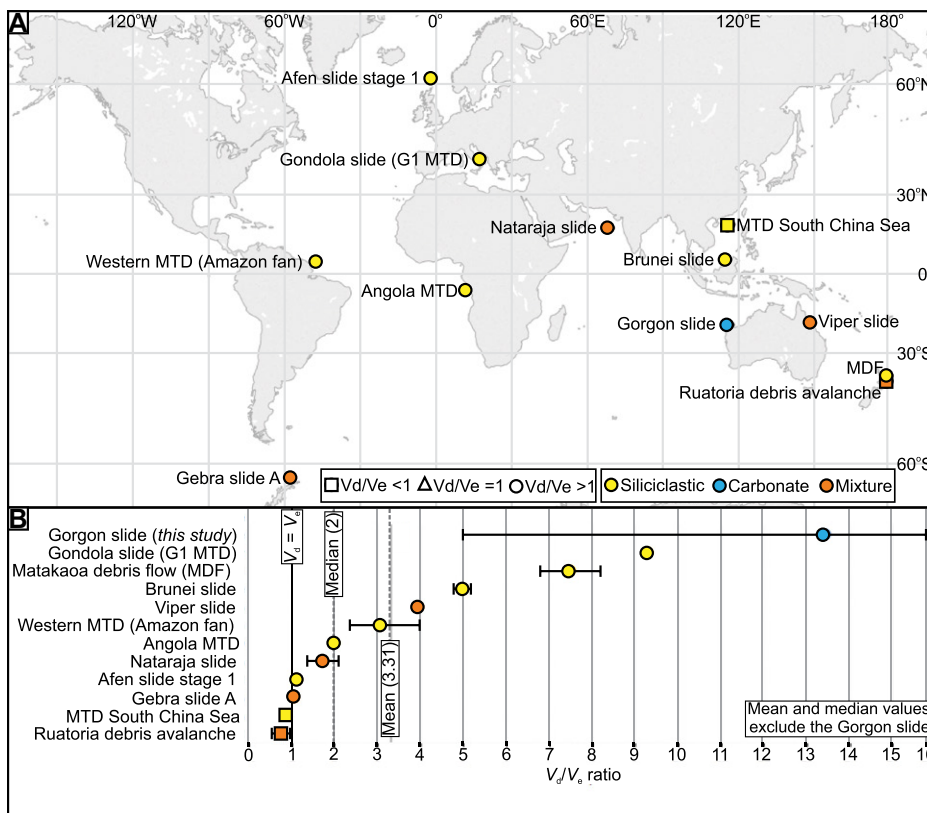 A
120°W 60°W 0° 60°E 120°E 180°
Afen slide stage 1
60°N
Gondola slide (G1 MTD)
30°N
Nataraja slide
MTD South China Sea
Western MTD (Amazon fan)
Brunei slide
0°
Angola MTD
Gorgon slide
Viper slide
30°S
MDF
Ruatoria debris avalanche
60°S
Gebra slide A
Vd/Ve <1 Vd/Ve =1 Vd/Ve >1
Siliciclastic Carbonate Mixture
B
Gorgon slide (this study)
Gondola slide (G1 MTD)
Matakaoa debris flow (MDF)
Brunei slide
Viper slide
Western MTD (Amazon fan)
Angola MTD
Nataraja slide
Afen slide stage 1
Gebra slide A
MTD South China Sea
Ruatoria debris avalanche
Vd = Ve
Median (2)
Mean (3.31)
Mean and median values
exclude the Gorgon slide
0 1 2 3 4 5 6 7 8 9 10 11 12 13 14 15 16
Vd/Ve ratio